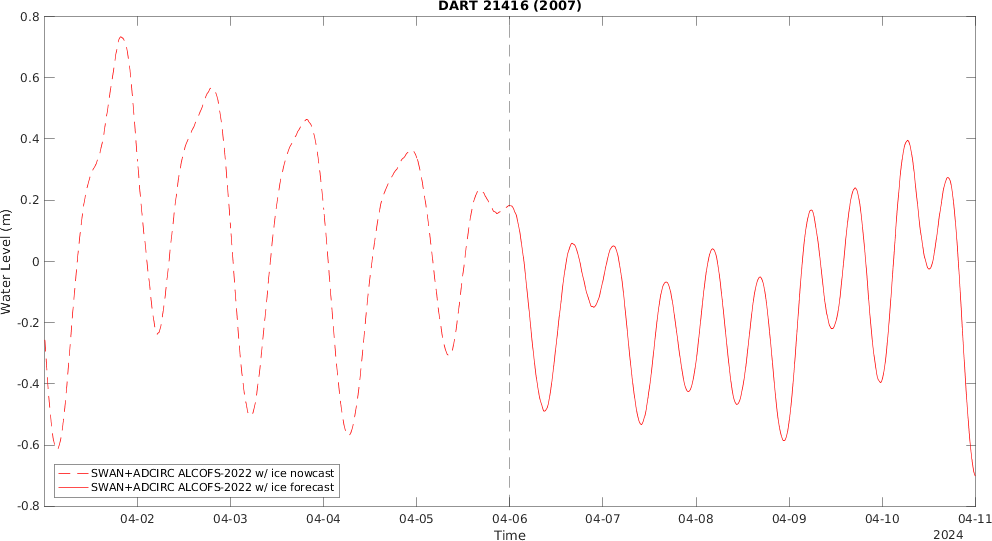 DART 21416 (2007)
Water Level (m)
0.8
0.6
0.4
0.2
0
-0.2
-0.4
-0.6
-0.8
SWAN+ADCIRC ALCOFS-2022 w/ ice nowcast
SWAN+ADCIRC ALCOFS-2022 w/ ice forecast
04-02 04-03 04-04 04-05 04-06 04-07 04-08 04-09 04-10 04-11
Time
2024